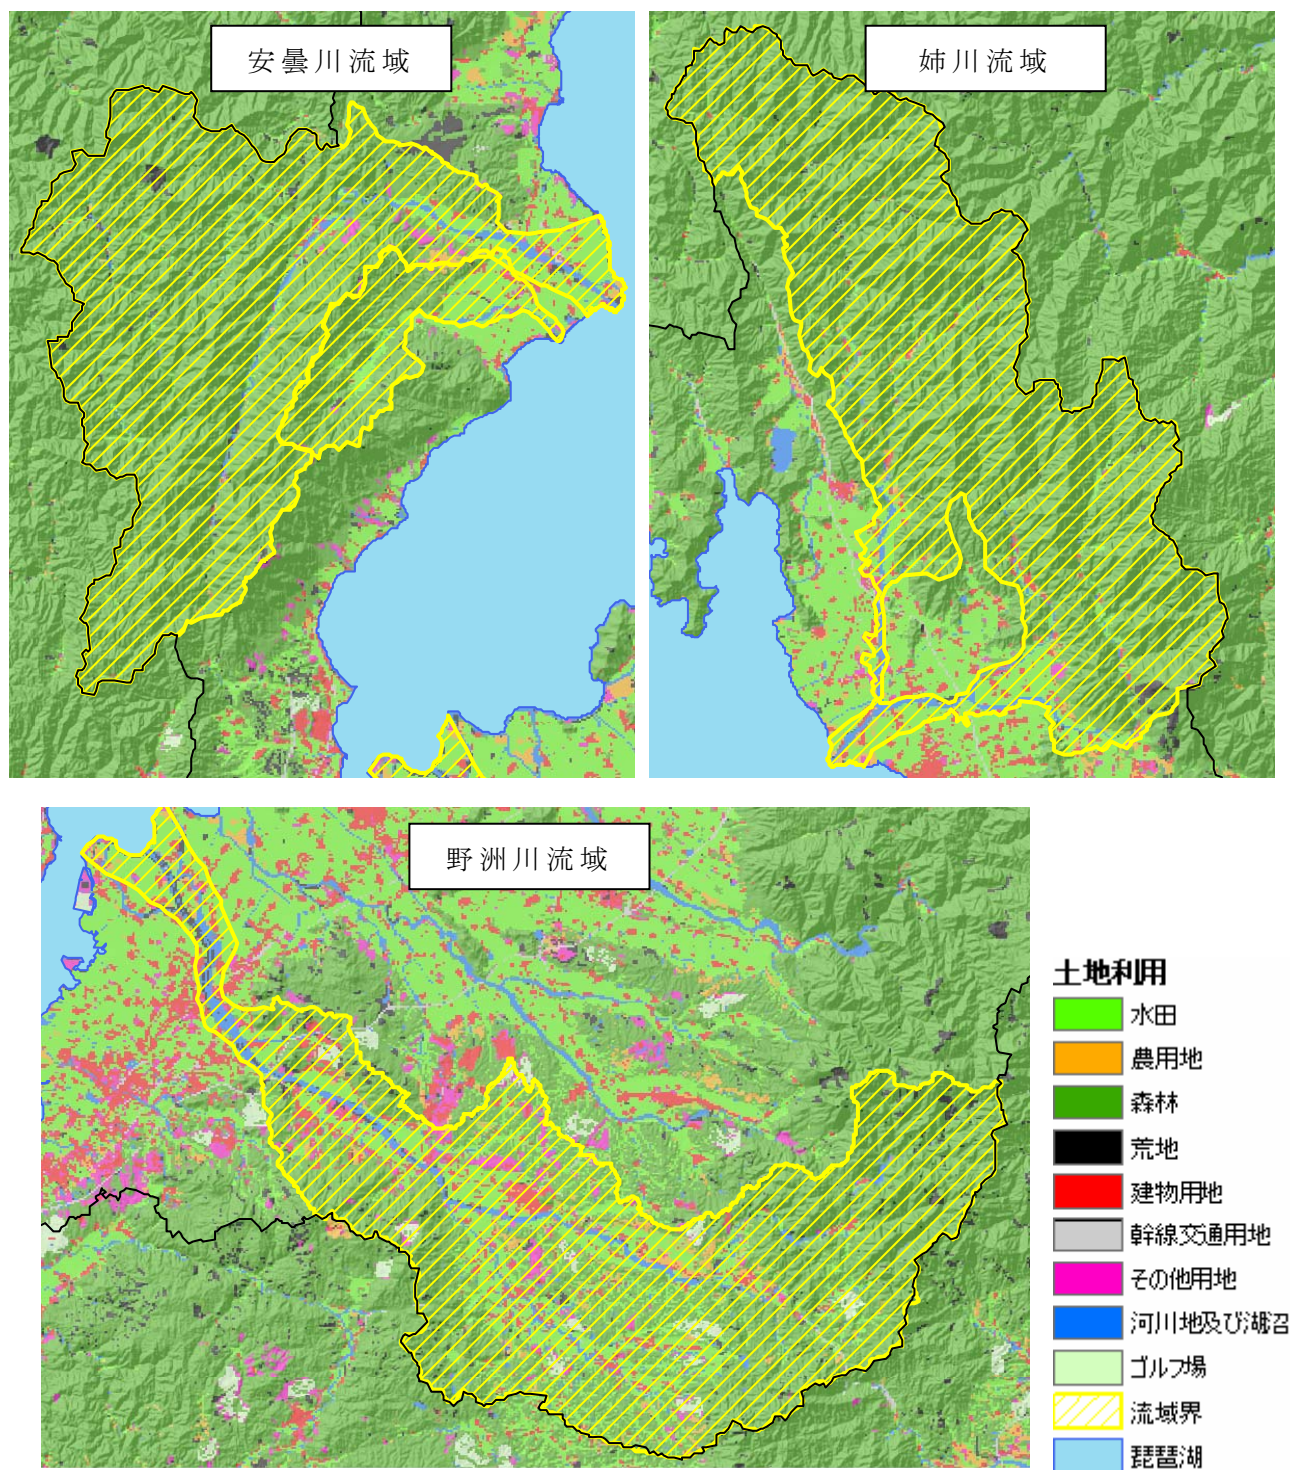 安曇川流域
姉川流域
野洲川流域
土地利用
水田
農用地
森林
荒地
建物用地
幹線交通用地
その他用地
河川地及び湖沼
ゴルフ場
流域界
琵琶湖